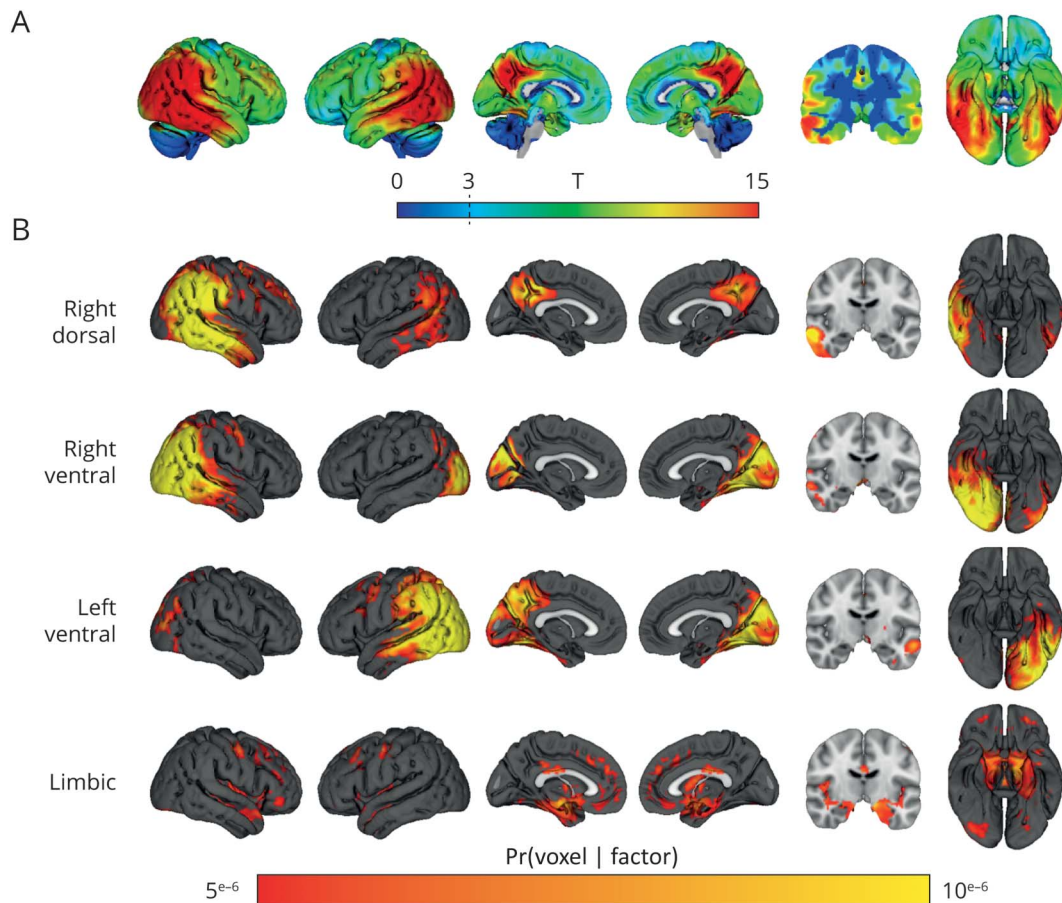 A
0 3 T 15
B
Right
dorsal
Right
ventral
Left
ventral
Limbic
Pr(voxel | factor)
5e-6 10e-6